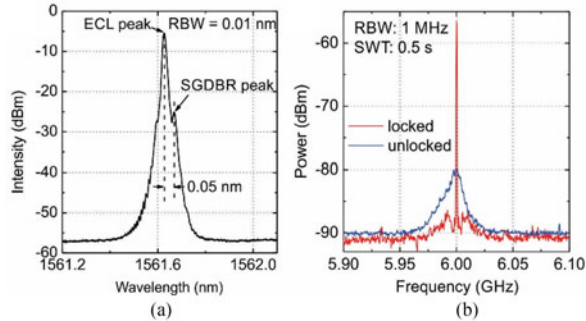 ECL peak
RBW = 0.01 nm
SGDBR peak
0.05 nm
Intensity (dBm)
0
-10
-20
-30
-40
-50
-60
1561.2
1561.6
1562.0
Wavelength (nm)
(a)
RBW: 1 MHz
SWT: 0.5 s
locked
unlocked
Power (dBm)
-60
-70
-80
-90
5.90
5.95
6.00
6.05
6.10
Frequency (GHz)
(b)